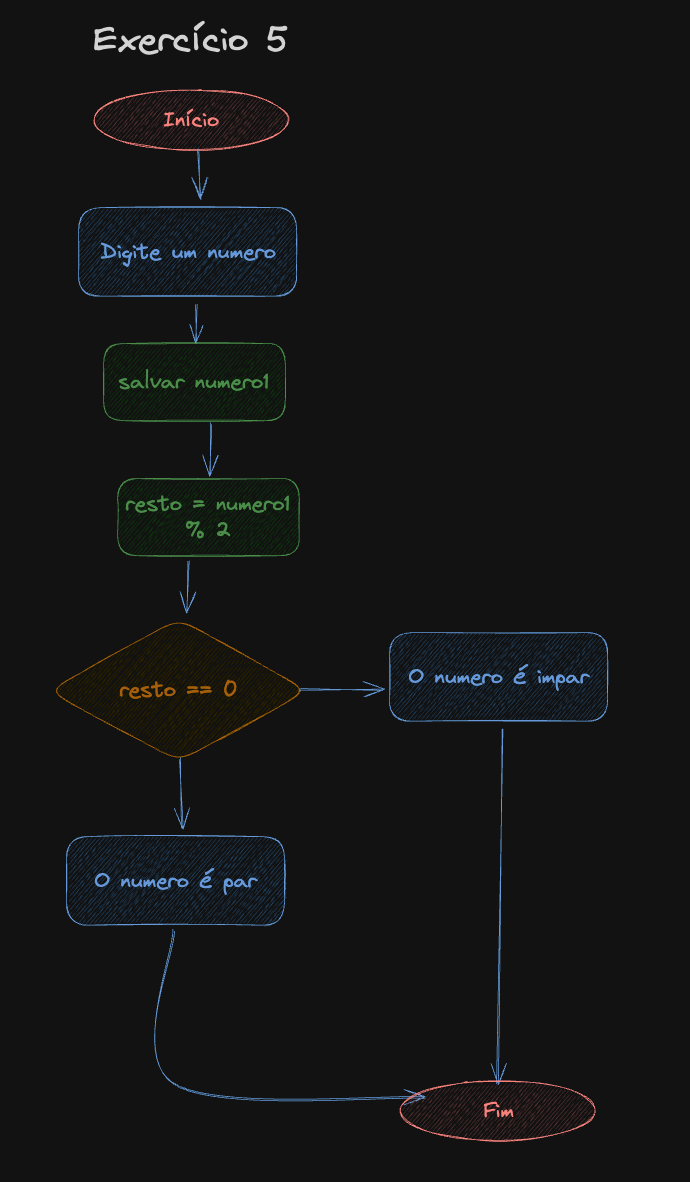 Exercício 5
Início
Digite um numero
salvar numero1
resto = numero1
% 2
resto == 0
O numero é impar
O numero é par
Fim